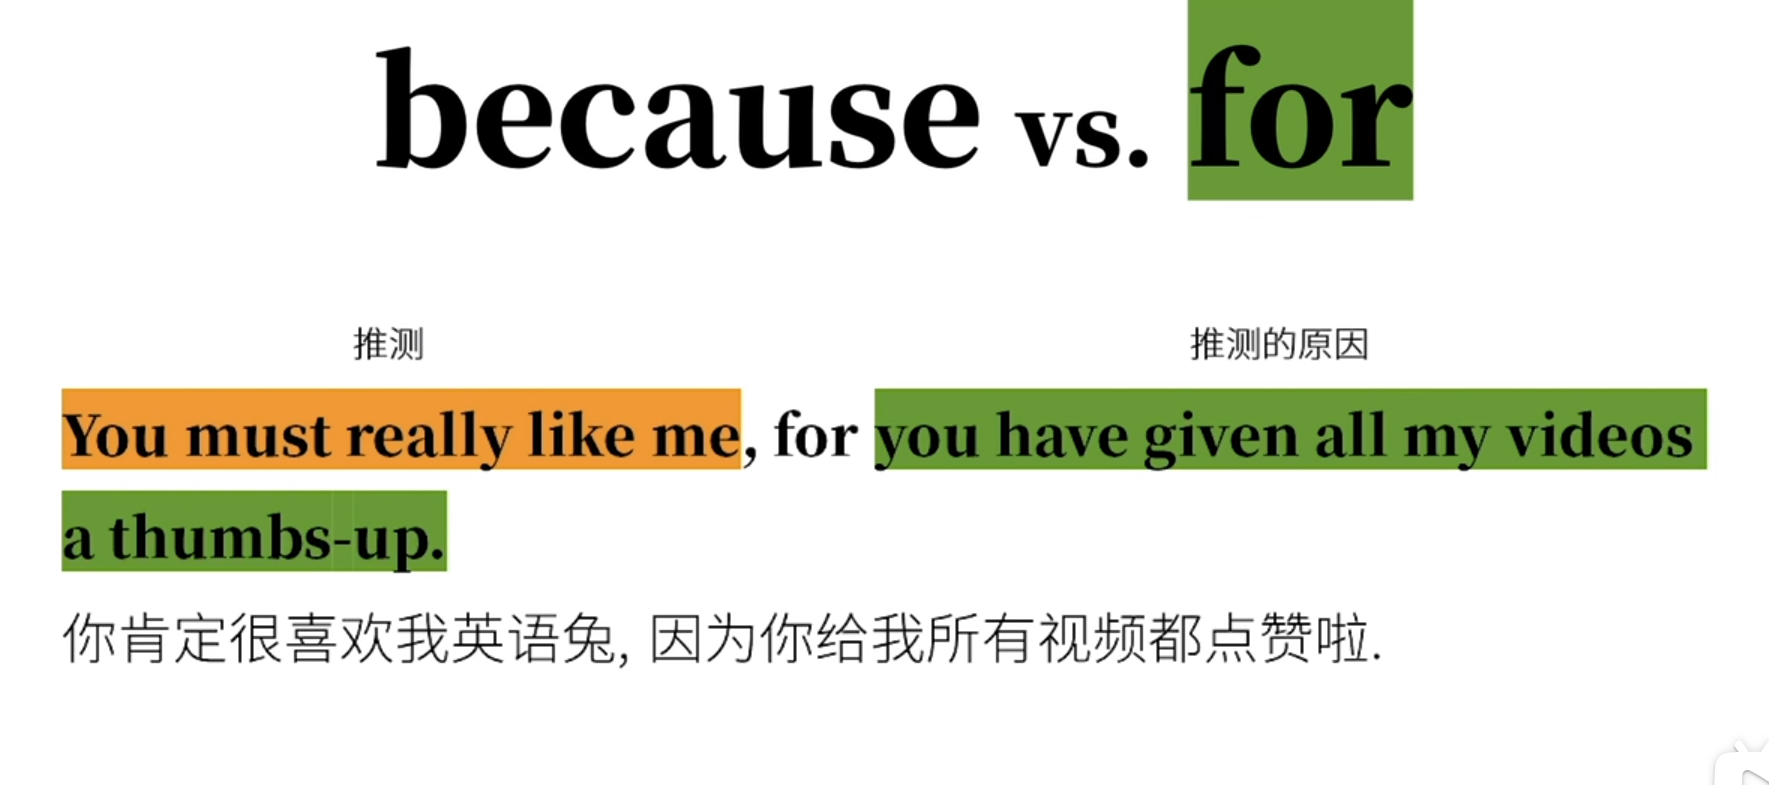 because vs. for
推测 推测的原因
You must really like me, for you have given all my videos
a thumbs-up.
你肯定很喜欢我英语兔, 因为你给我所有视频都点赞啦.